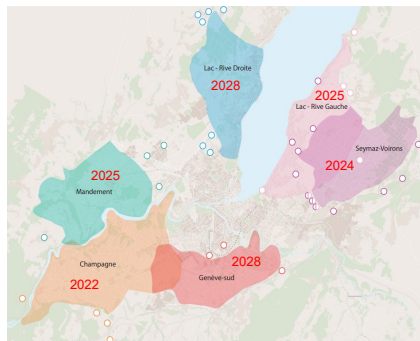 Lac - Rive Droite
2028
2025
Lac - Rive Gauche
2024
Seymaz-Voirons
2025
Mandement
Champagne
2022
2028
Genève-sud